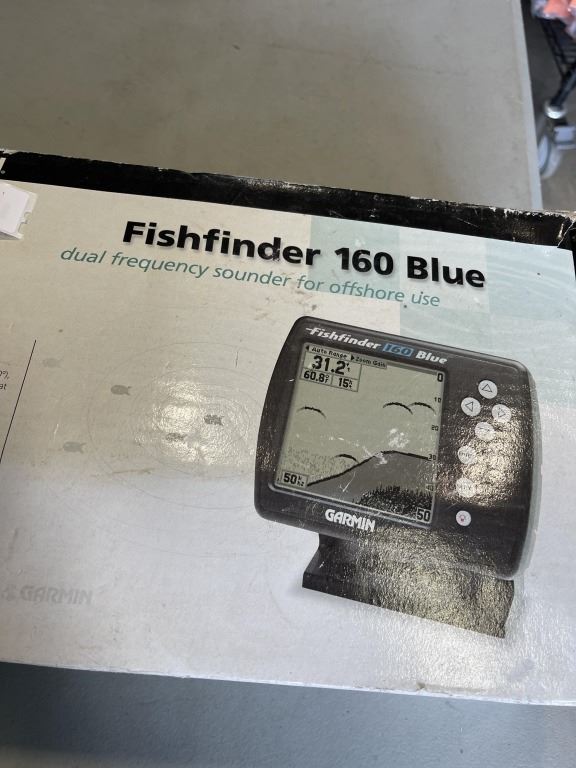 Fishfinder 160 Blue
dual frequency sounder for offshore use
Fishfinder 160 Blue
Auto Range Zoom Gain
31.2
60.8 15
0
10
20
30
50
50
GARMIN
GARMIN